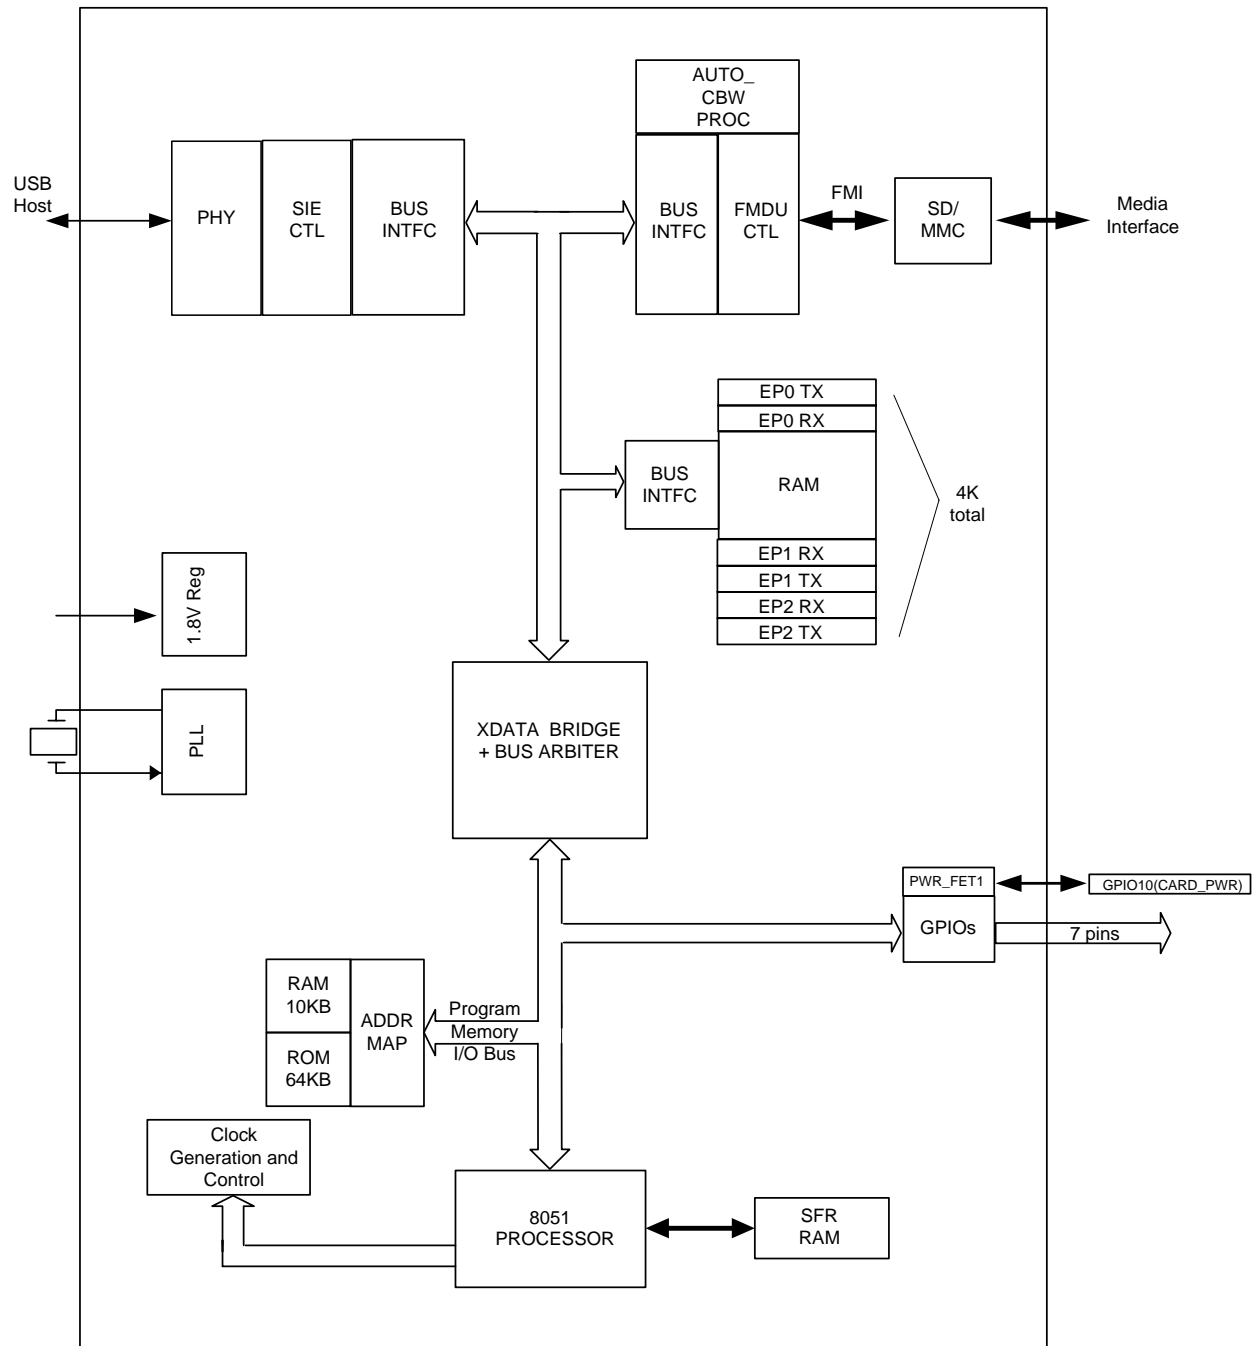 AUTO_
CBW
PROC
USB
Host
PHY
SIE
CTL
BUS
INTFC
BUS
INTFC
FMDU
CTL
FMI
SD/
MMC
Media
Interface
EP0 TX
EP0 RX
BUS
INTFC
RAM
4K
total
EP1 RX
EP1 TX
EP2 RX
EP2 TX
1.8V Reg
PLL
XDATA BRIDGE
+ BUS ARBITER
PWR_FET1
GPIO10(CARD_PWR)
GPIOs
7 pins
RAM
10KB
ROM
64KB
ADDR
MAP
Program
Memory
I/O Bus
Clock
Generation and
Control
8051
PROCESSOR
SFR
RAM